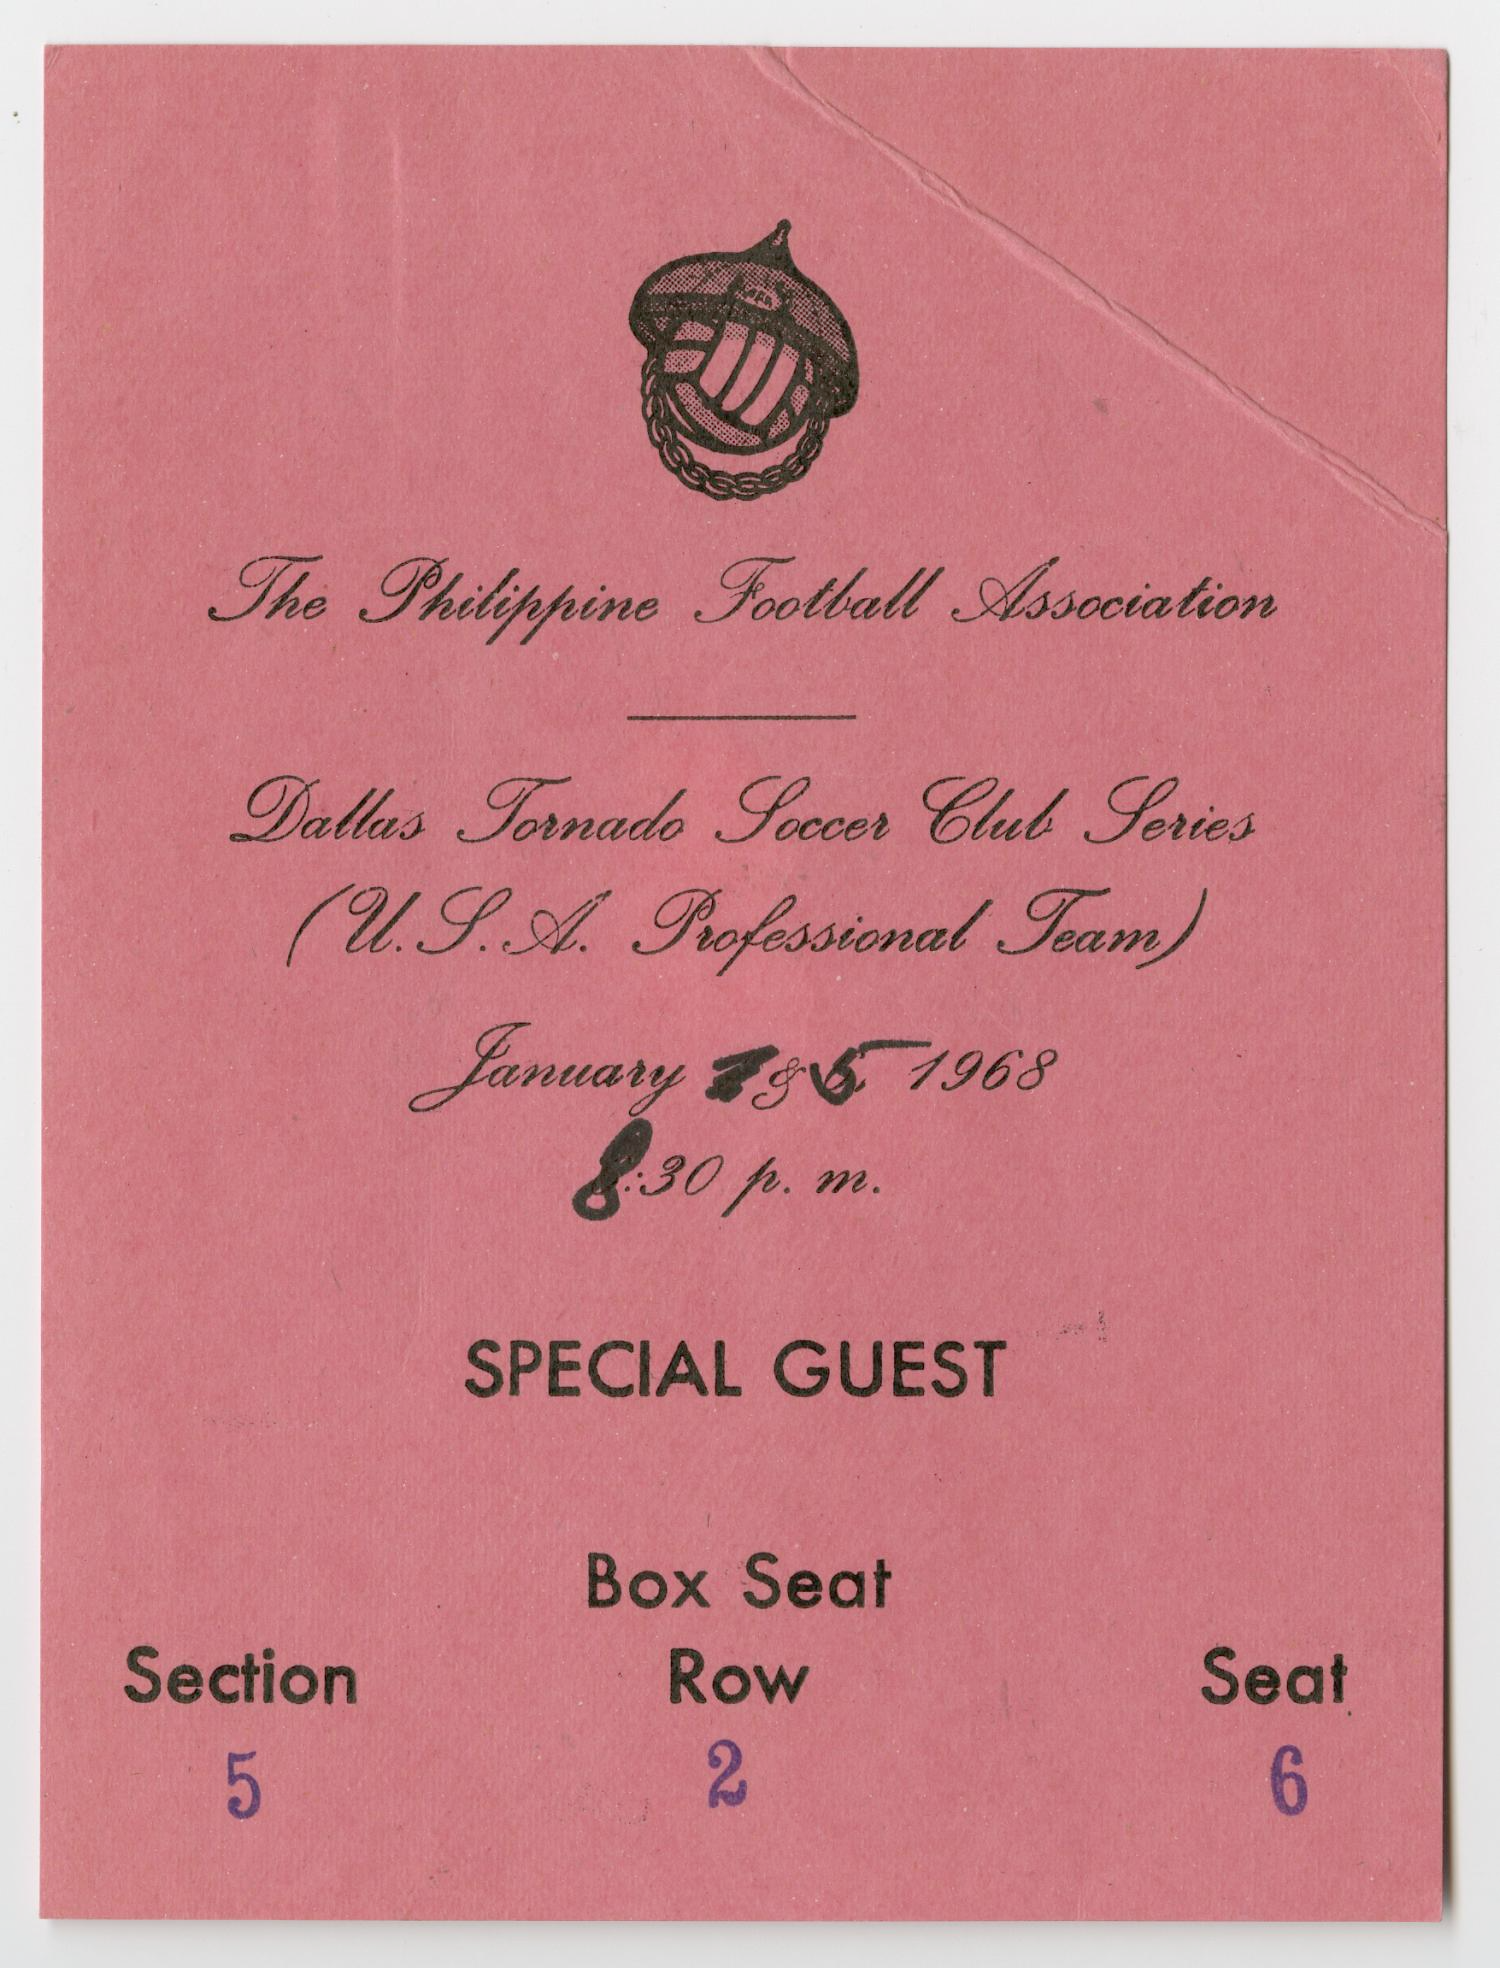 The Philippine Football Association
Dallas Tornado Soccer Club Series
(U.S.A. Professional Team)
January & 5 1968
8:30 p. m.
SPECIAL GUEST
Box Seat
Section Row Seat
5 2 6